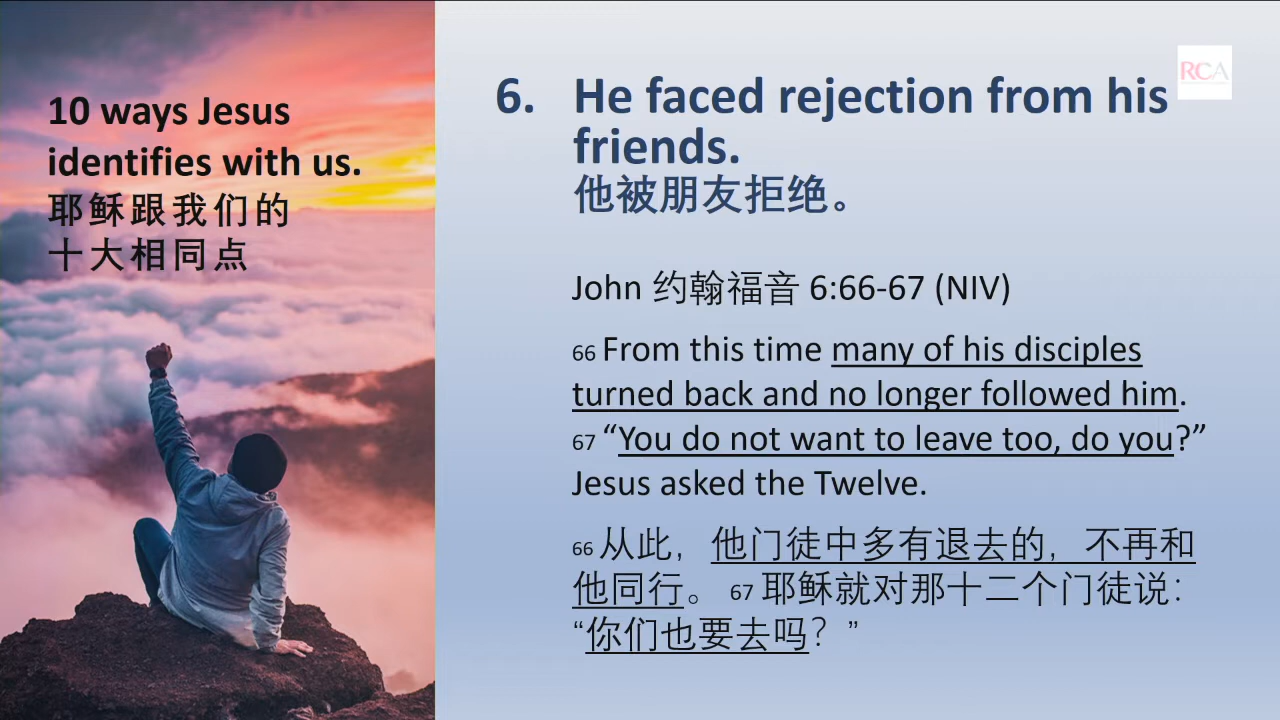 10 ways Jesus
identifies with us.
耶稣跟我们的
十大相同点
6. He faced rejection from his
friends.
他被朋友拒绝。
RCA
John 约翰福音 6:66-67 (NIV)
66 From this time many of his disciples
turned back and no longer followed him.
67 “You do not want to leave too, do you?”
Jesus asked the Twelve.
66 从此，他门徒中多有退去的，不再和
他同行。 67 耶稣就对那十二个门徒说：
“你们也要去吗？”